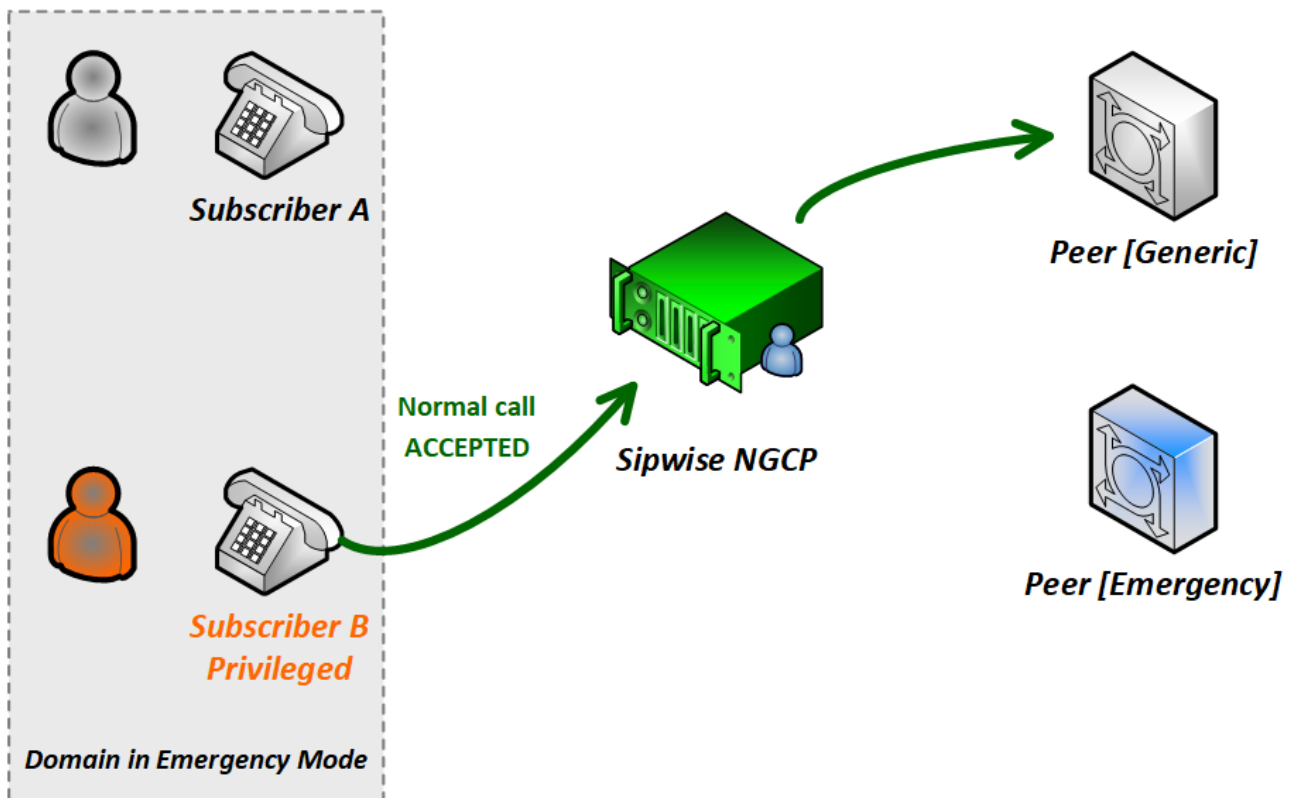 Subscriber A
Peer [Generic]
Normal call
ACCEPTED
Sipwise NGCP
Peer [Emergency]
Subscriber B
Privileged
Domain in Emergency Mode